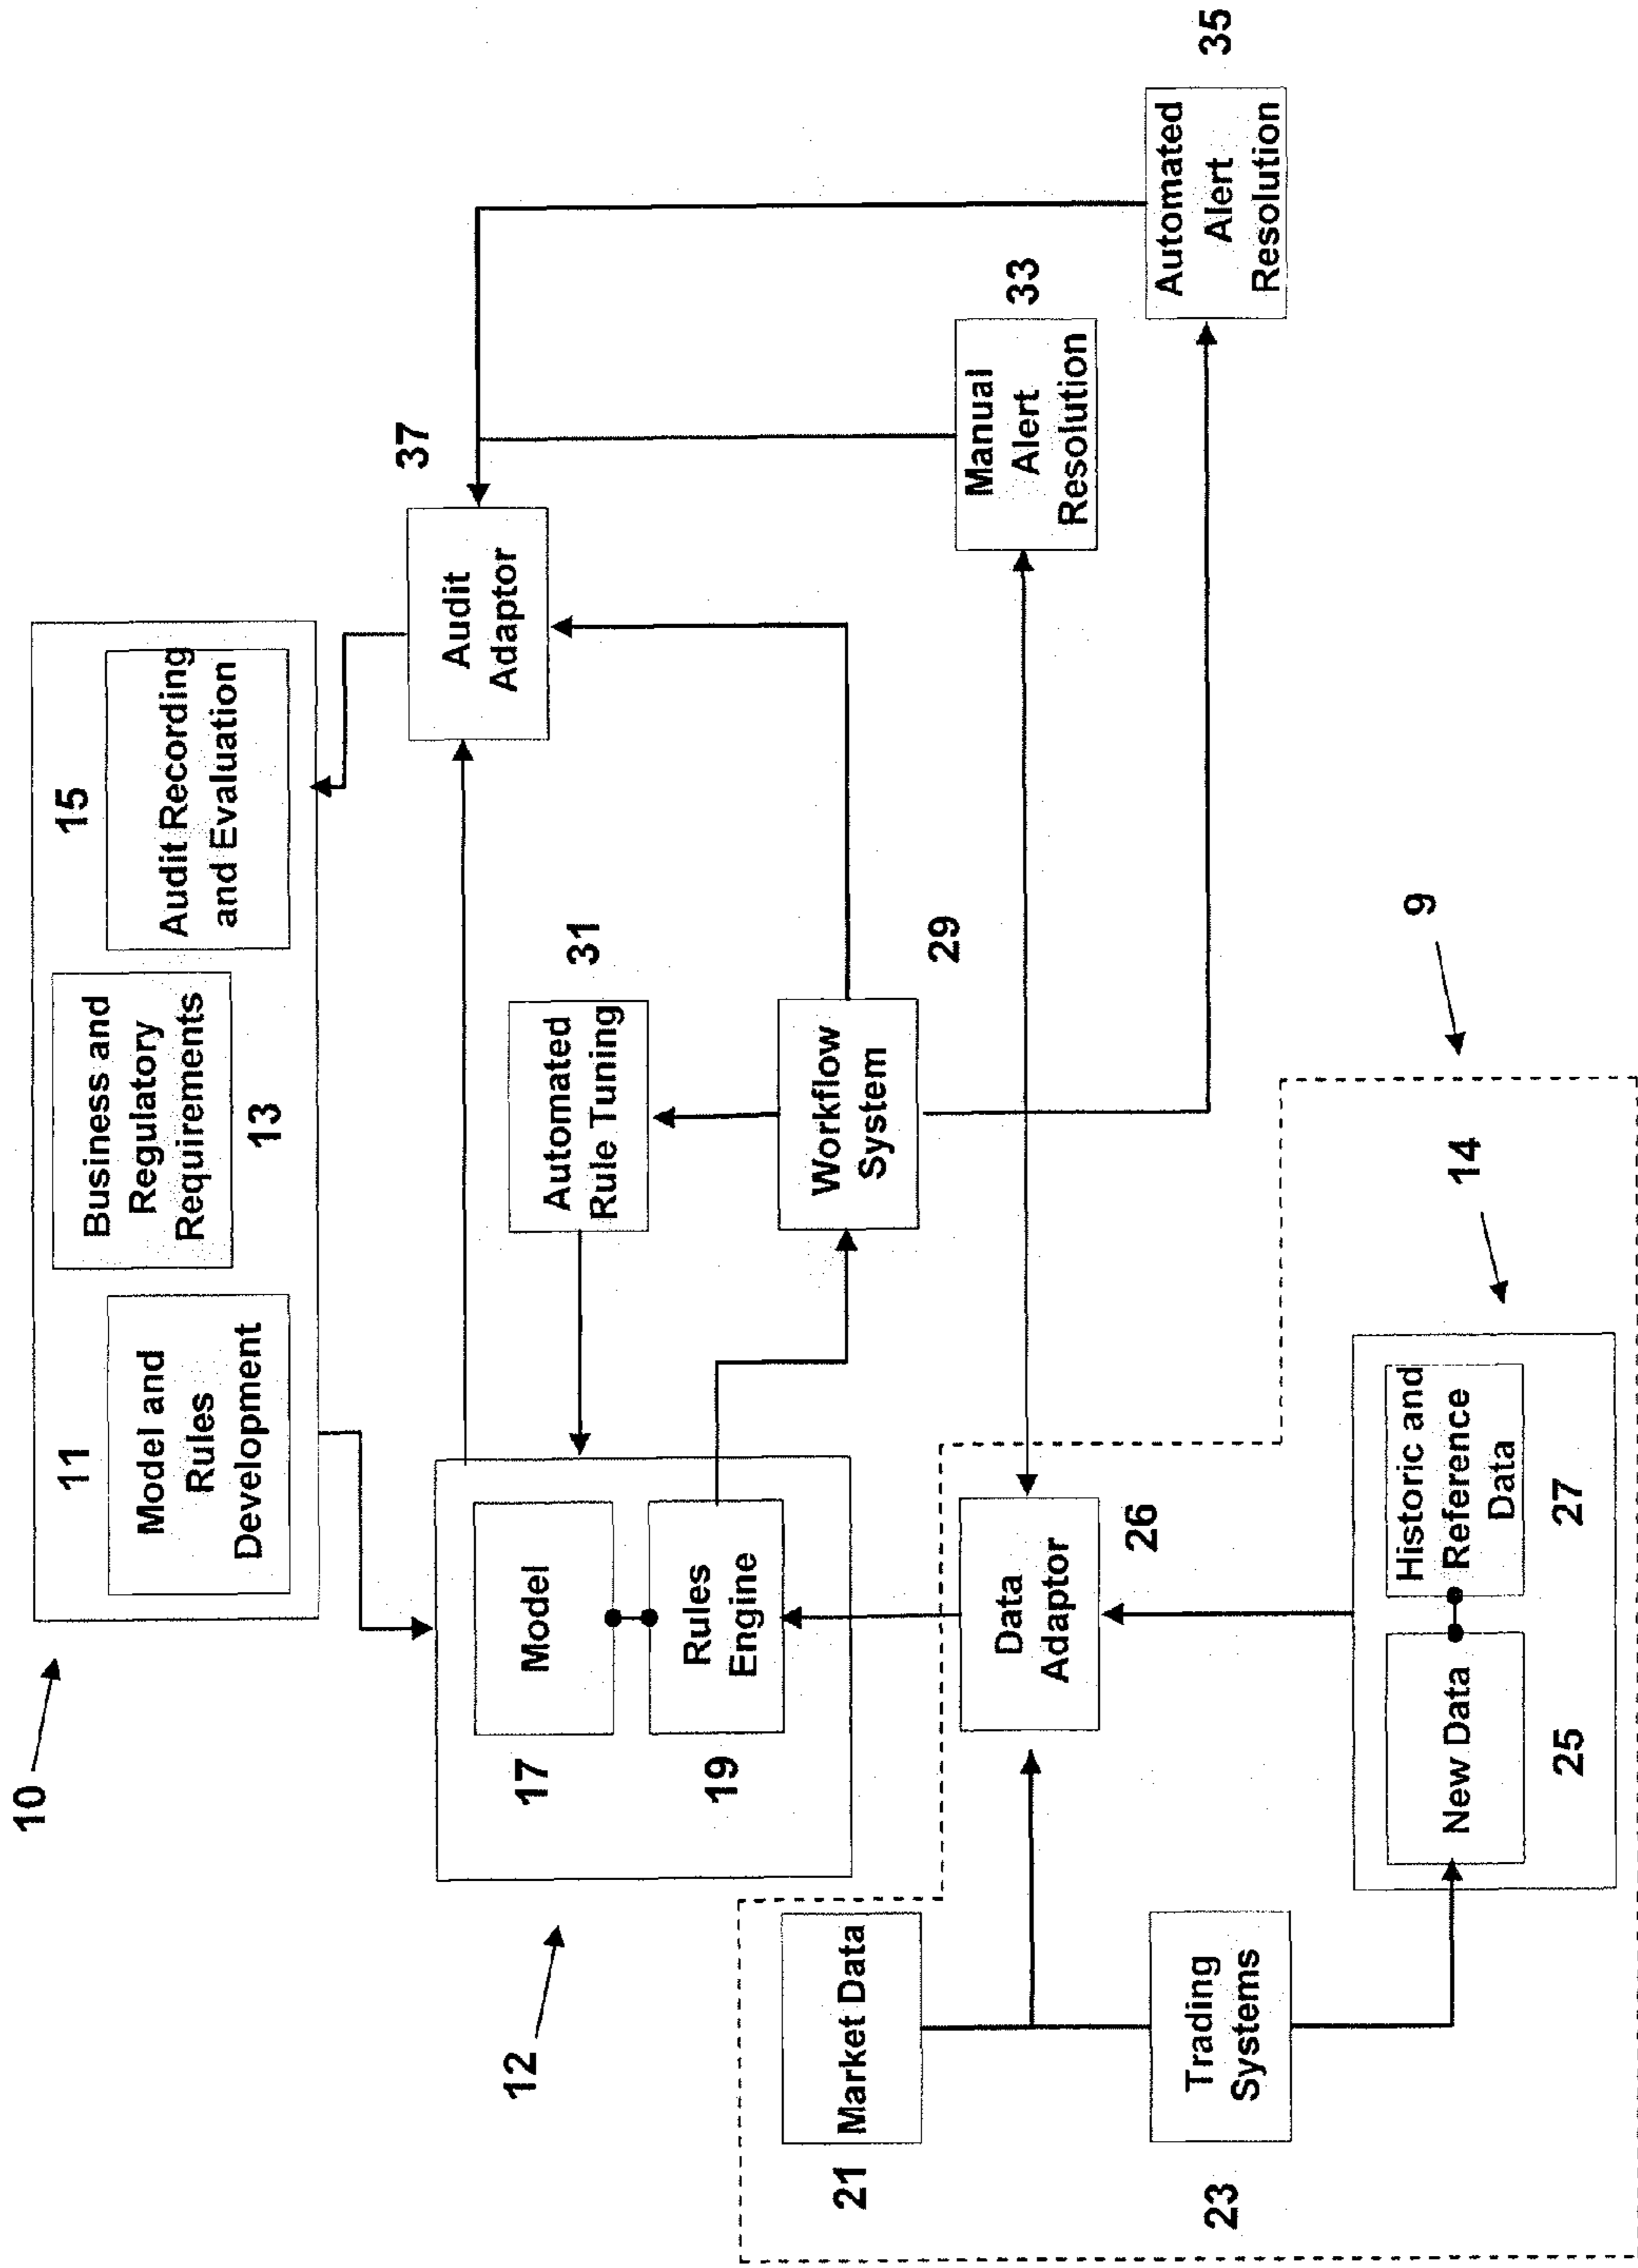 10
11
Model and
Rules
Development
Business and
Regulatory
Requirements
13
15
Audit Recording
and Evaluation
12
17
Model
19
Rules
Engine
31
Automated
Rule Tuning
37
Audit
Adaptor
Workflow
System
29
21
Market Data
Data
Adaptor
26
Manual
Alert
Resolution
33
23
Trading
Systems
Automated
Alert
Resolution
35
New Data
25
Historic and
Reference
Data
27
14
9